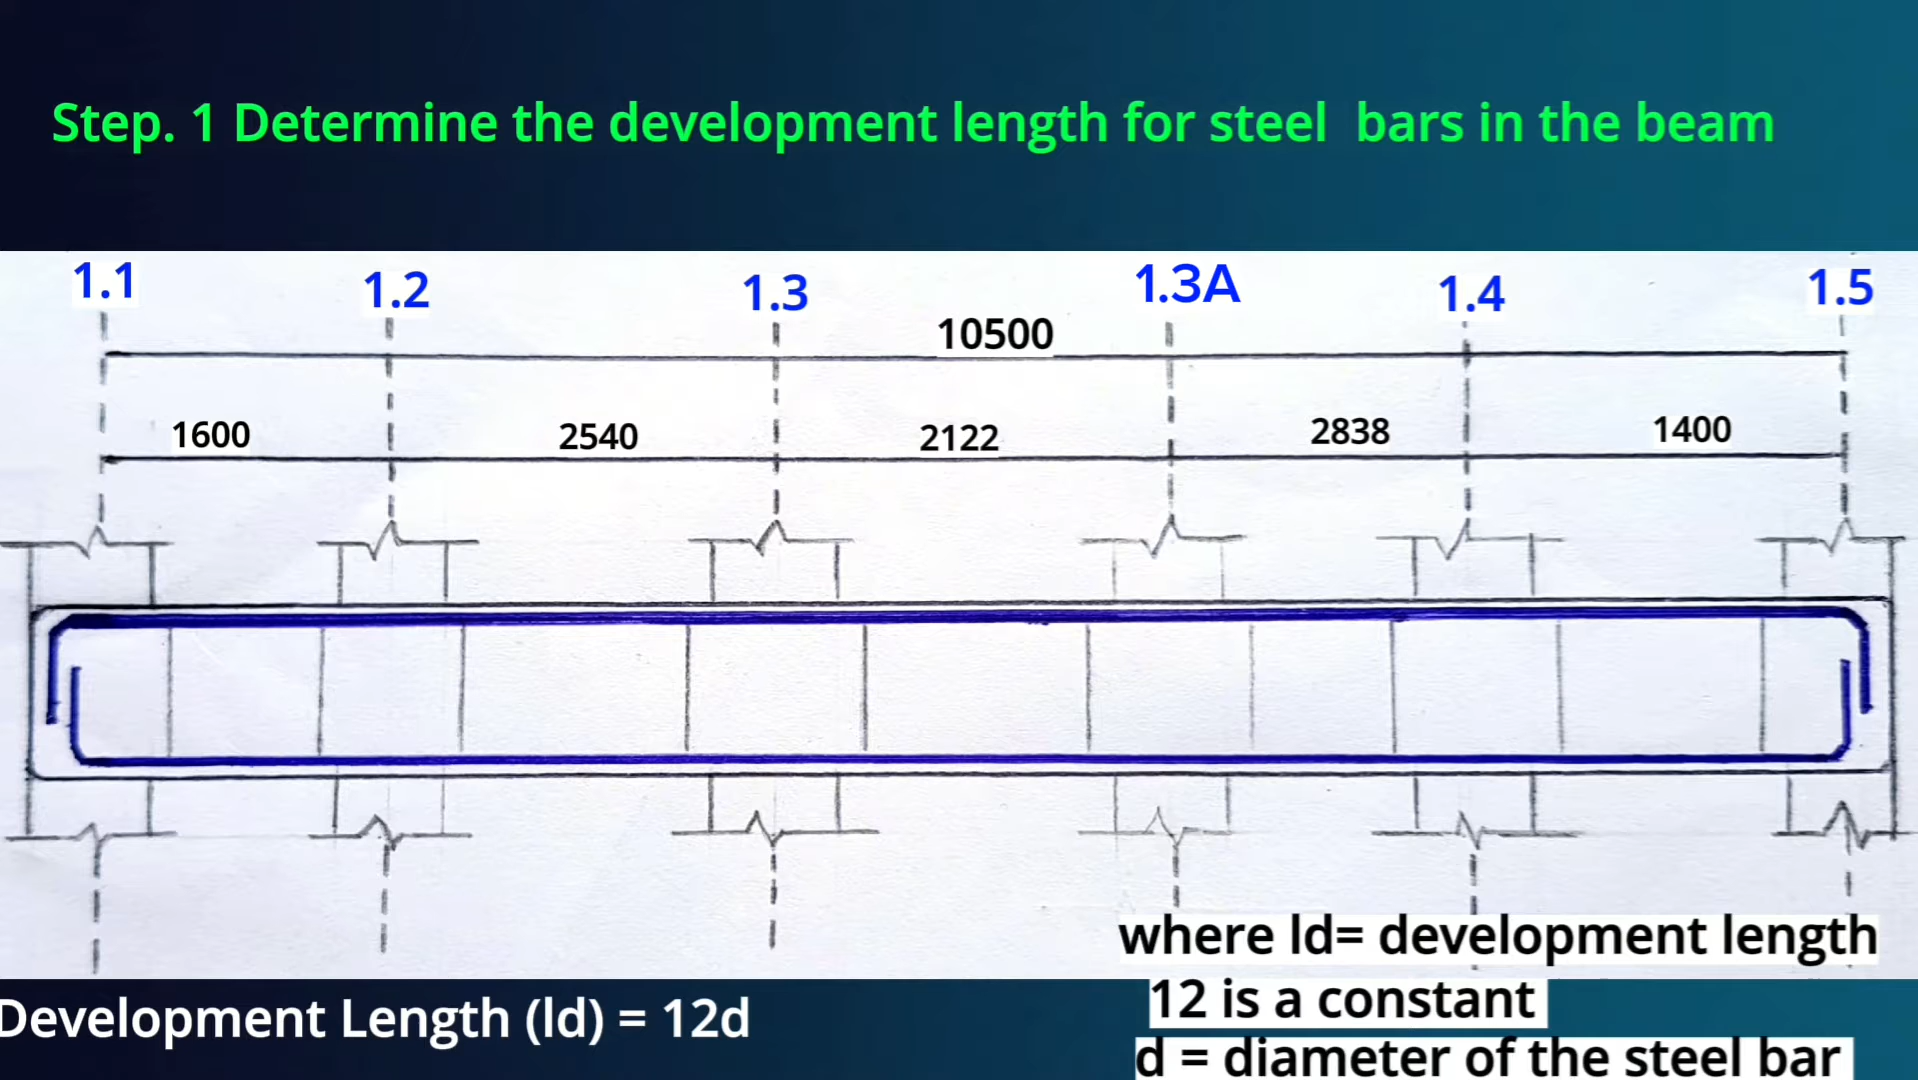 Step. 1 Determine the development length for steel bars in the beam
1.1 1.2 1.3 1.3A 1.4 1.5
10500
1600 2540 2122 2838 1400
where ld= development length
12 is a constant
Development Length (ld) = 12d
d = diameter of the steel bar